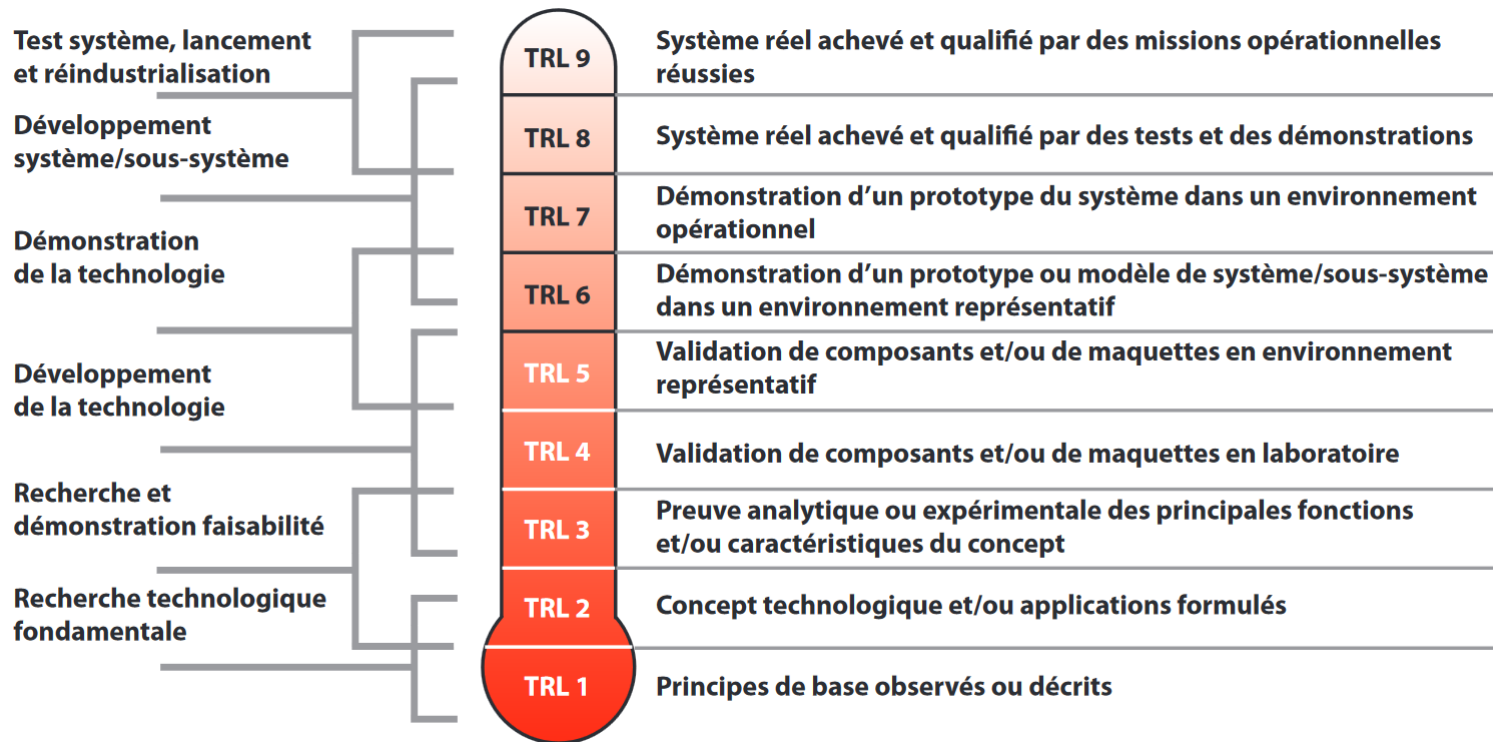 Test système, lancement
et réindustrialisation
Développement
système/sous-système
Démonstration
de la technologie
Développement
de la technologie
Recherche et
démonstration faisabilité
Recherche technologique
fondamentale
TRL 9
Système réel achevé et qualifié par des missions opérationnelles
réussies
TRL 8
Système réel achevé et qualifié par des tests et des démonstrations
TRL 7
Démonstration d’un prototype du système dans un environnement
opérationnel
TRL 6
Démonstration d’un prototype ou modèle de système/sous-système
dans un environnement représentatif
TRL 5
Validation de composants et/ou de maquettes en environnement
représentatif
TRL 4
Validation de composants et/ou de maquettes en laboratoire
TRL 3
Preuve analytique ou expérimentale des principales fonctions
et/ou caractéristiques du concept
TRL 2
Concept technologique et/ou applications formulés
TRL 1
Principes de base observés ou décrits